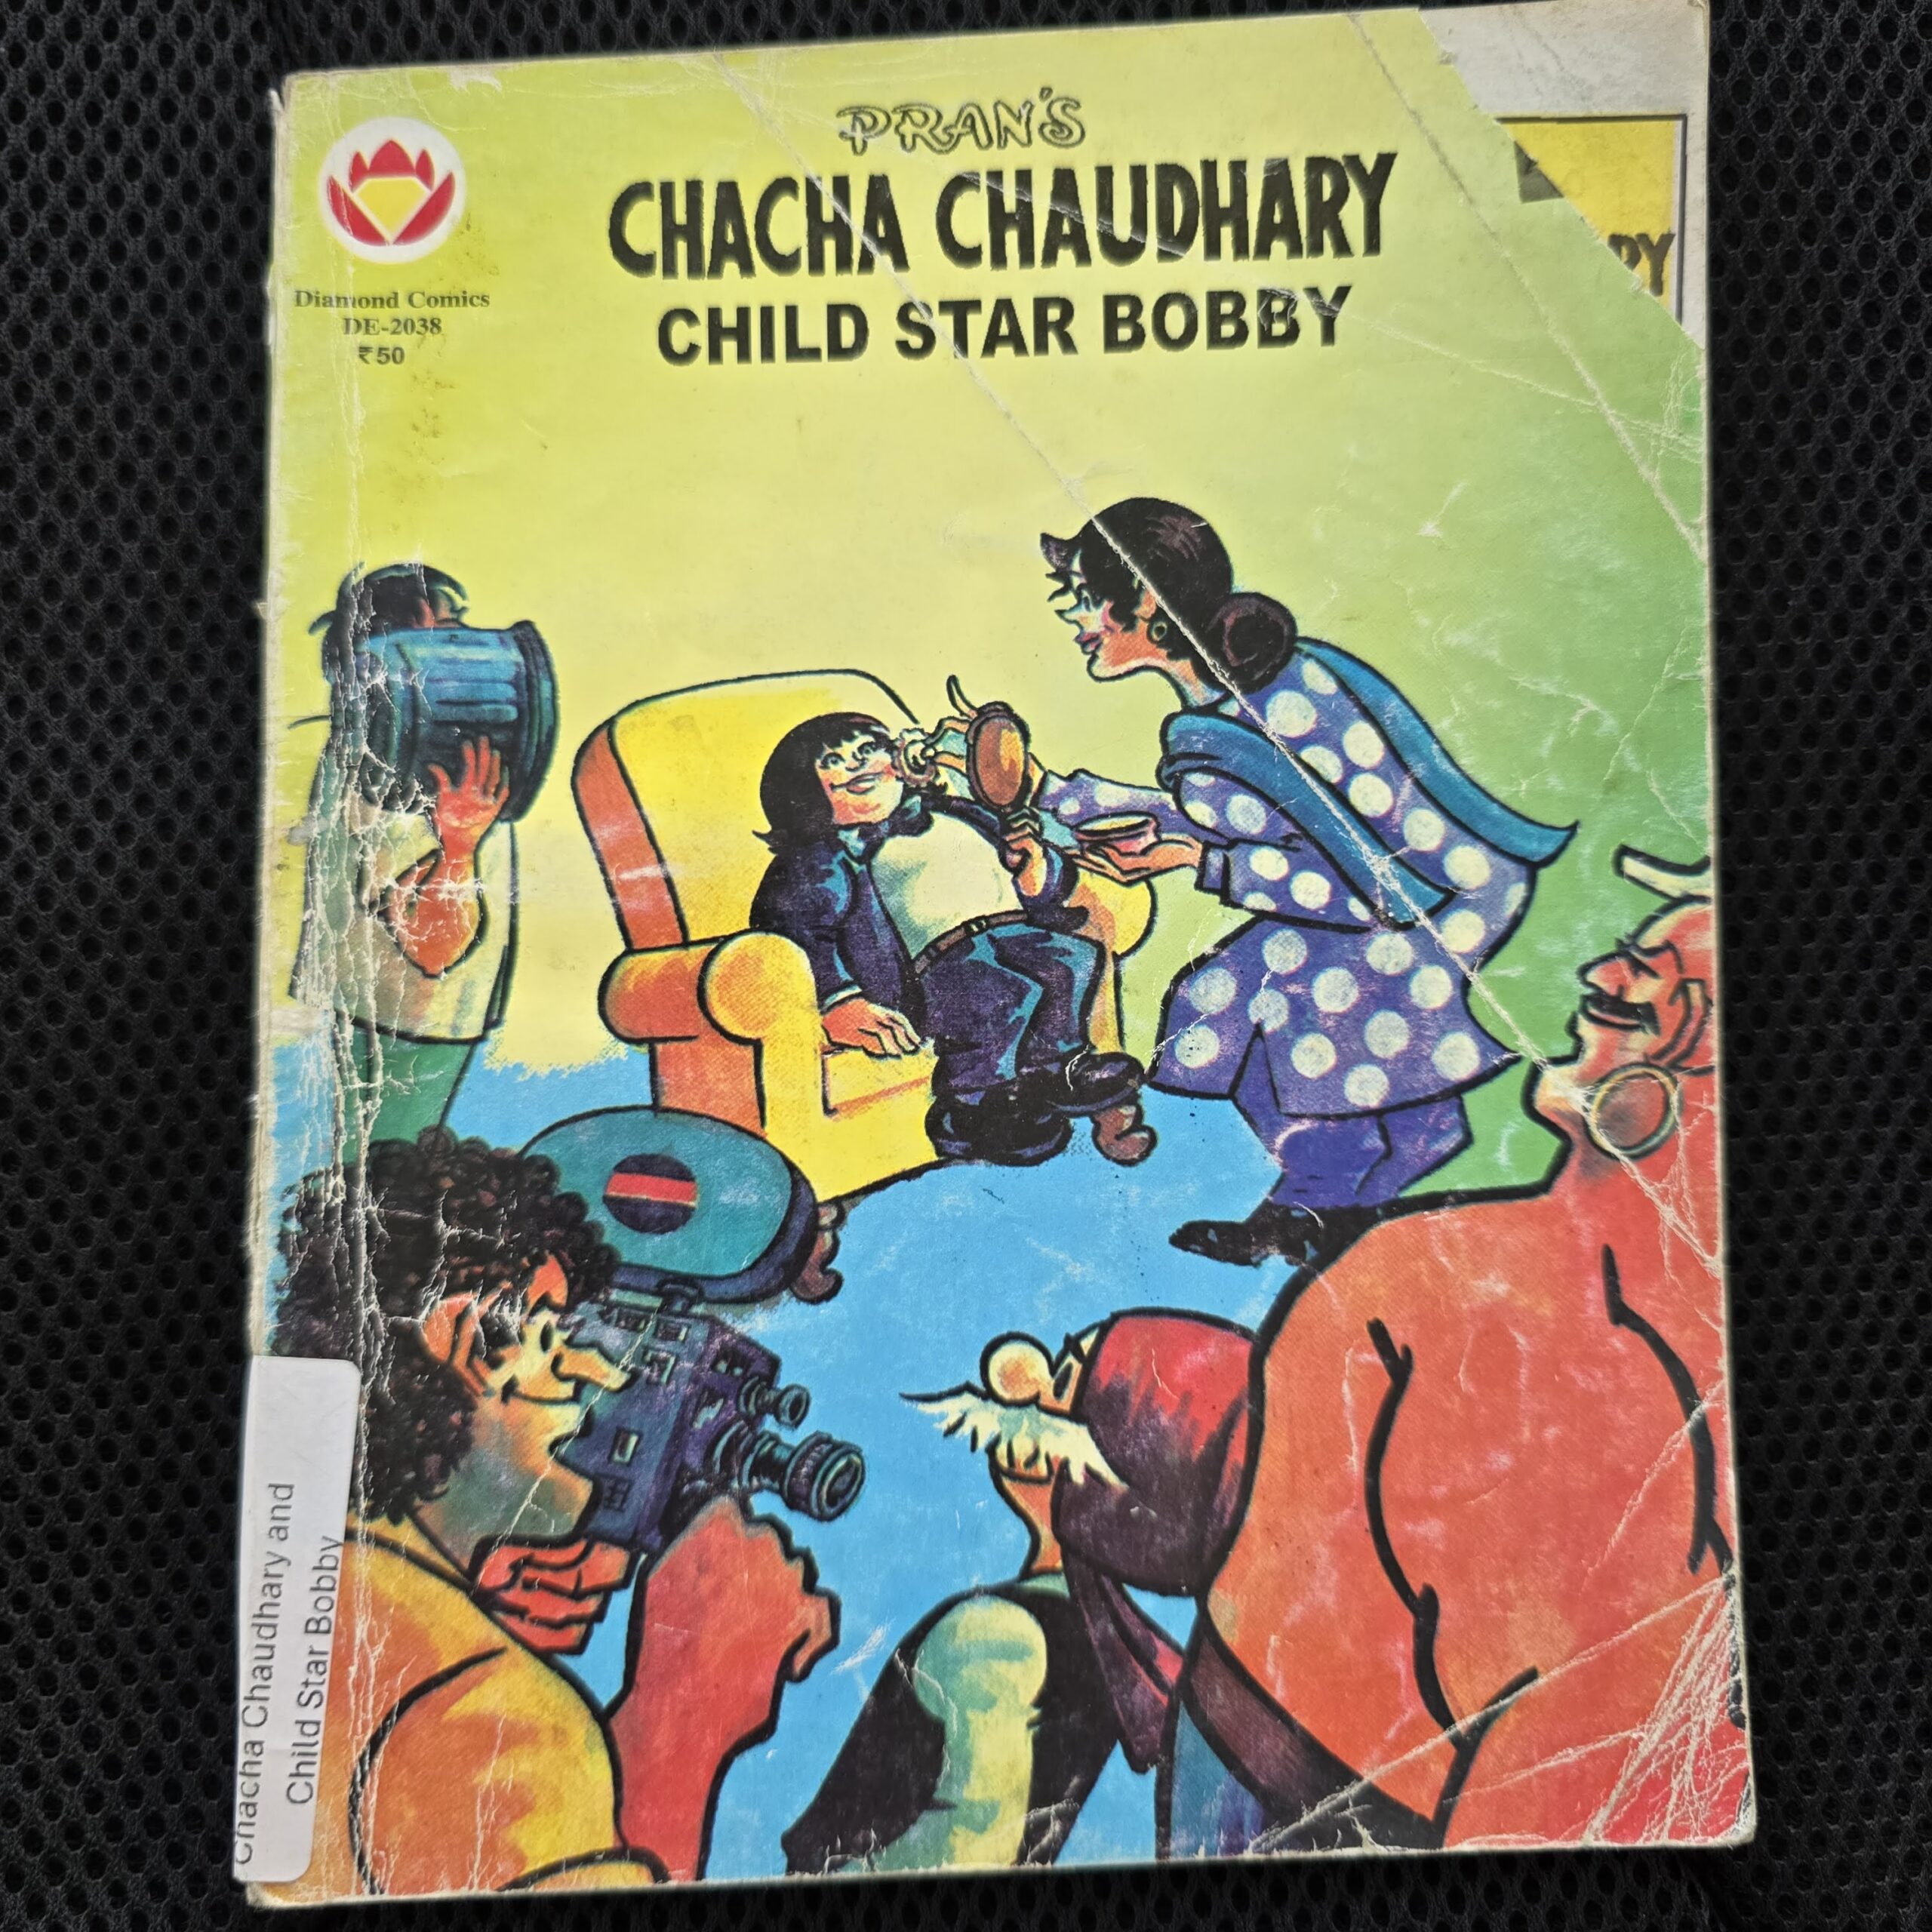 PRAN'S
CHACHA CHAUDHARY
CHILD STAR BOBBY
Diamond Comics
DE-2038
₹50
Chacha Chaudhary and
Child Star Bobby